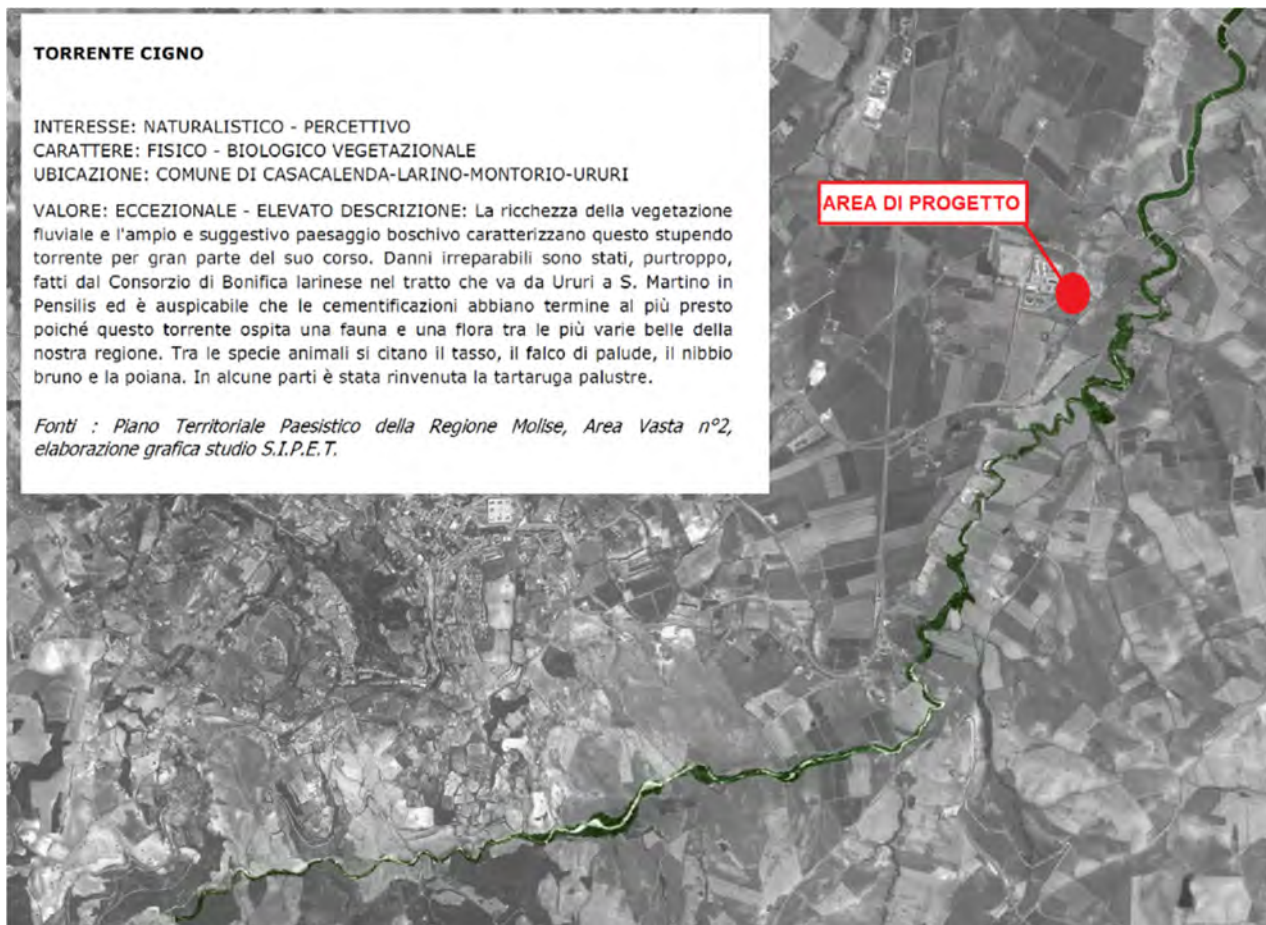 TORRENTE CIGNO
INTERESSE: NATURALISTICO - PERCETTIVO
CARATTERE: FISICO - BIOLOGICO VEGETAZIONALE
UBICAZIONE: COMUNE DI CASACALENDA-LARINO-MONTORIO-URURI
VALORE: ECCEZIONALE - ELEVATO DESCRIZIONE: La ricchezza della vegetazione
fluviale e l'ampio e suggestivo paesaggio boschivo caratterizzano questo stupendo
torrente per gran parte del suo corso. Danni irreparabili sono stati, purtroppo,
fatti dal Consorzio di Bonifica larinese nel tratto che va da Ururi a S. Martino in
Pensilis ed è auspicabile che le cementificazioni abbiano termine al più presto
poiché questo torrente ospita una fauna e una flora tra le più varie belle della
nostra regione. Tra le specie animali si citano il tasso, il falco di palude, il nibbio
bruno e la poiana. In alcune parti è stata rinvenuta la tartaruga palustre.
Fonti : Piano Territoriale Paesistico della Regione Molise, Area Vasta n°2,
elaborazione grafica studio S.I.P.E.T.
AREA DI PROGETTO